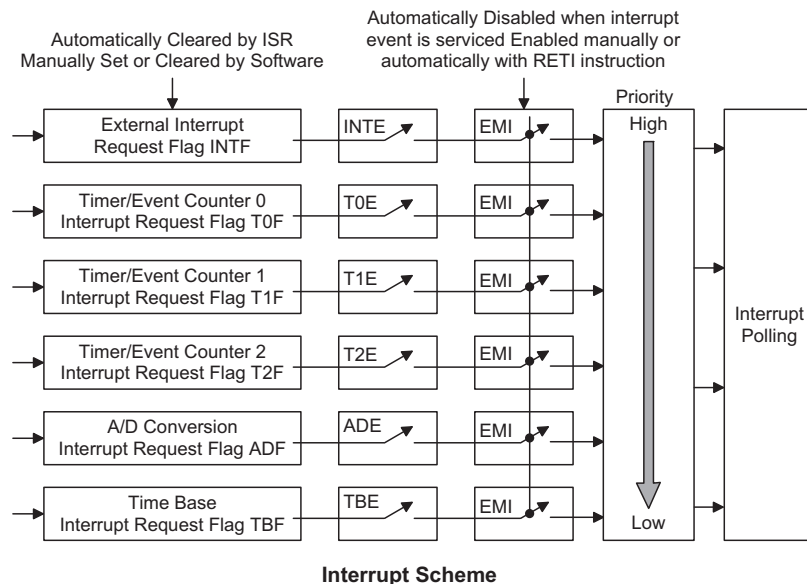 Automatically Cleared by ISR
Manually Set or Cleared by Software
Automatically Disabled when interrupt
event is serviced Enabled manually or
automatically with RETI instruction
Priority
External Interrupt
Request Flag INTF
INTE
EMI
High
Timer/Event Counter 0
Interrupt Request Flag T0F
T0E
EMI
Timer/Event Counter 1
Interrupt Request Flag T1F
T1E
EMI
Interrupt
Polling
Timer/Event Counter 2
Interrupt Request Flag T2F
T2E
EMI
A/D Conversion
Interrupt Request Flag ADF
ADE
EMI
Time Base
Interrupt Request Flag TBF
TBE
EMI
Low
Interrupt Scheme